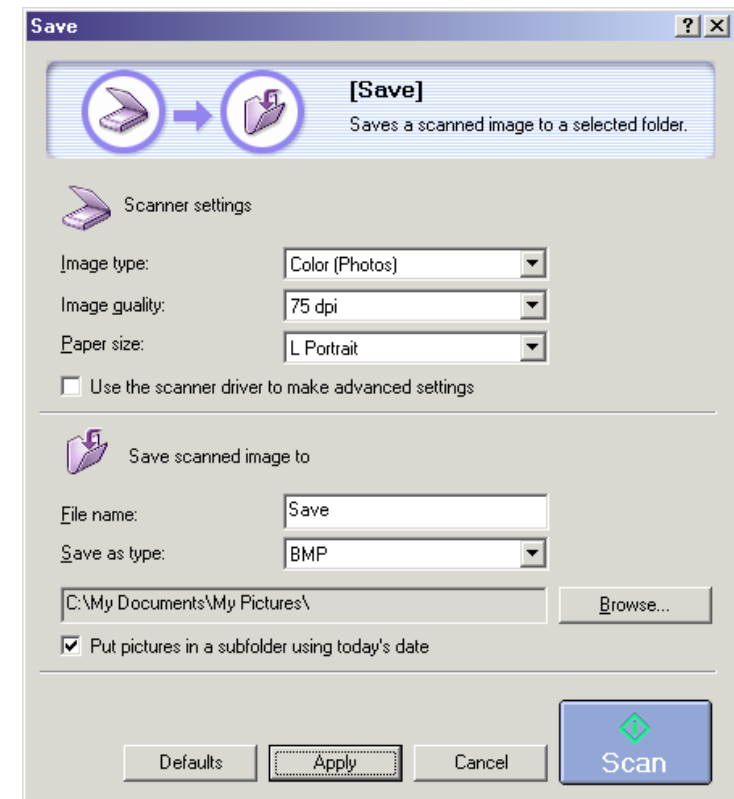 Save
? X
[Save]
Saves a scanned image to a selected folder.
Scanner settings
Image type: Color (Photos)
Image guality: 75 dpi
Paper size: L Portrait
Use the scanner driver to make advanced settings
Save scanned image to
File name: Save
Save as type: BMP
C:\My Documents\My Pictures\ Browse...
Put pictures in a subfolder using today's date
Defaults Apply Cancel Scan